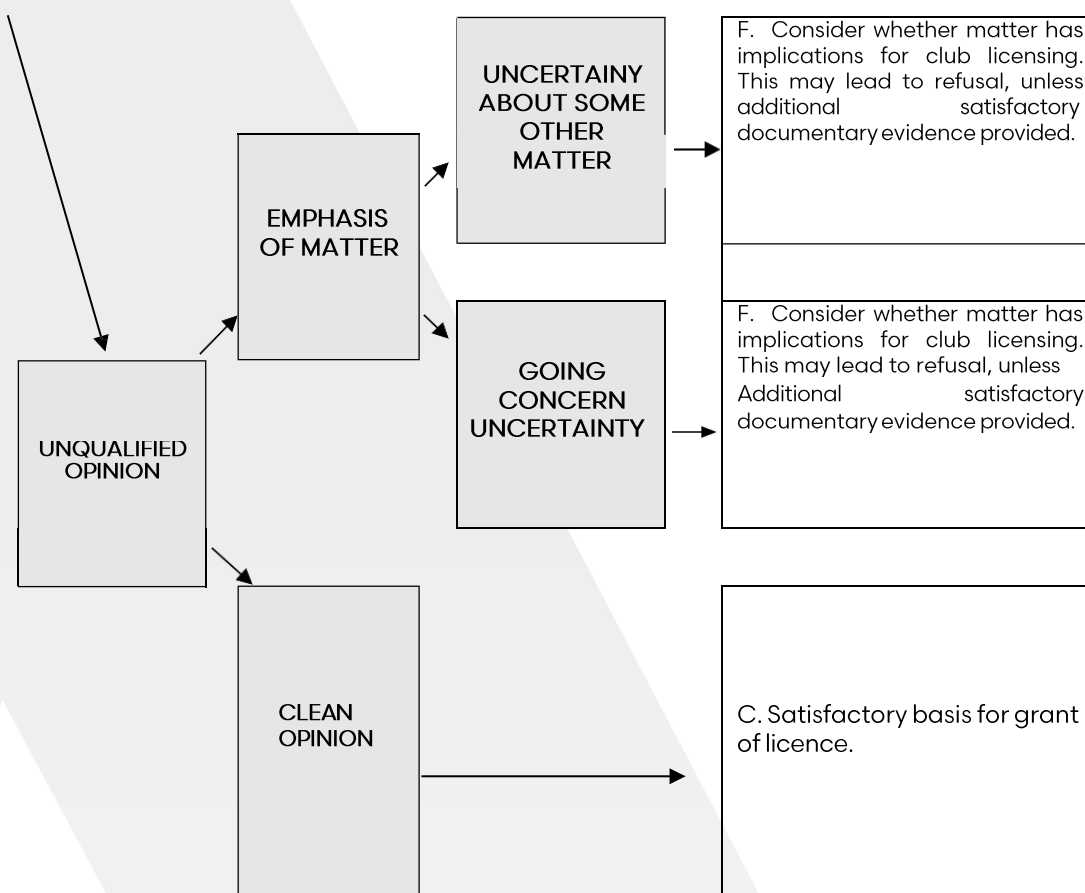 UNCERTAINY
ABOUT SOME
OTHER
MATTER
F. Consider whether matter has
implications for club licensing.
This may lead to refusal, unless
additional satisfactory
documentary evidence provided.
EMPHASIS
OF MATTER
GOING
CONCERN
UNCERTAINTY
F. Consider whether matter has
implications for club licensing.
This may lead to refusal, unless
Additional satisfactory
documentary evidence provided.
UNQUALIFIED
OPINION
CLEAN
OPINION
C. Satisfactory basis for grant
of licence.